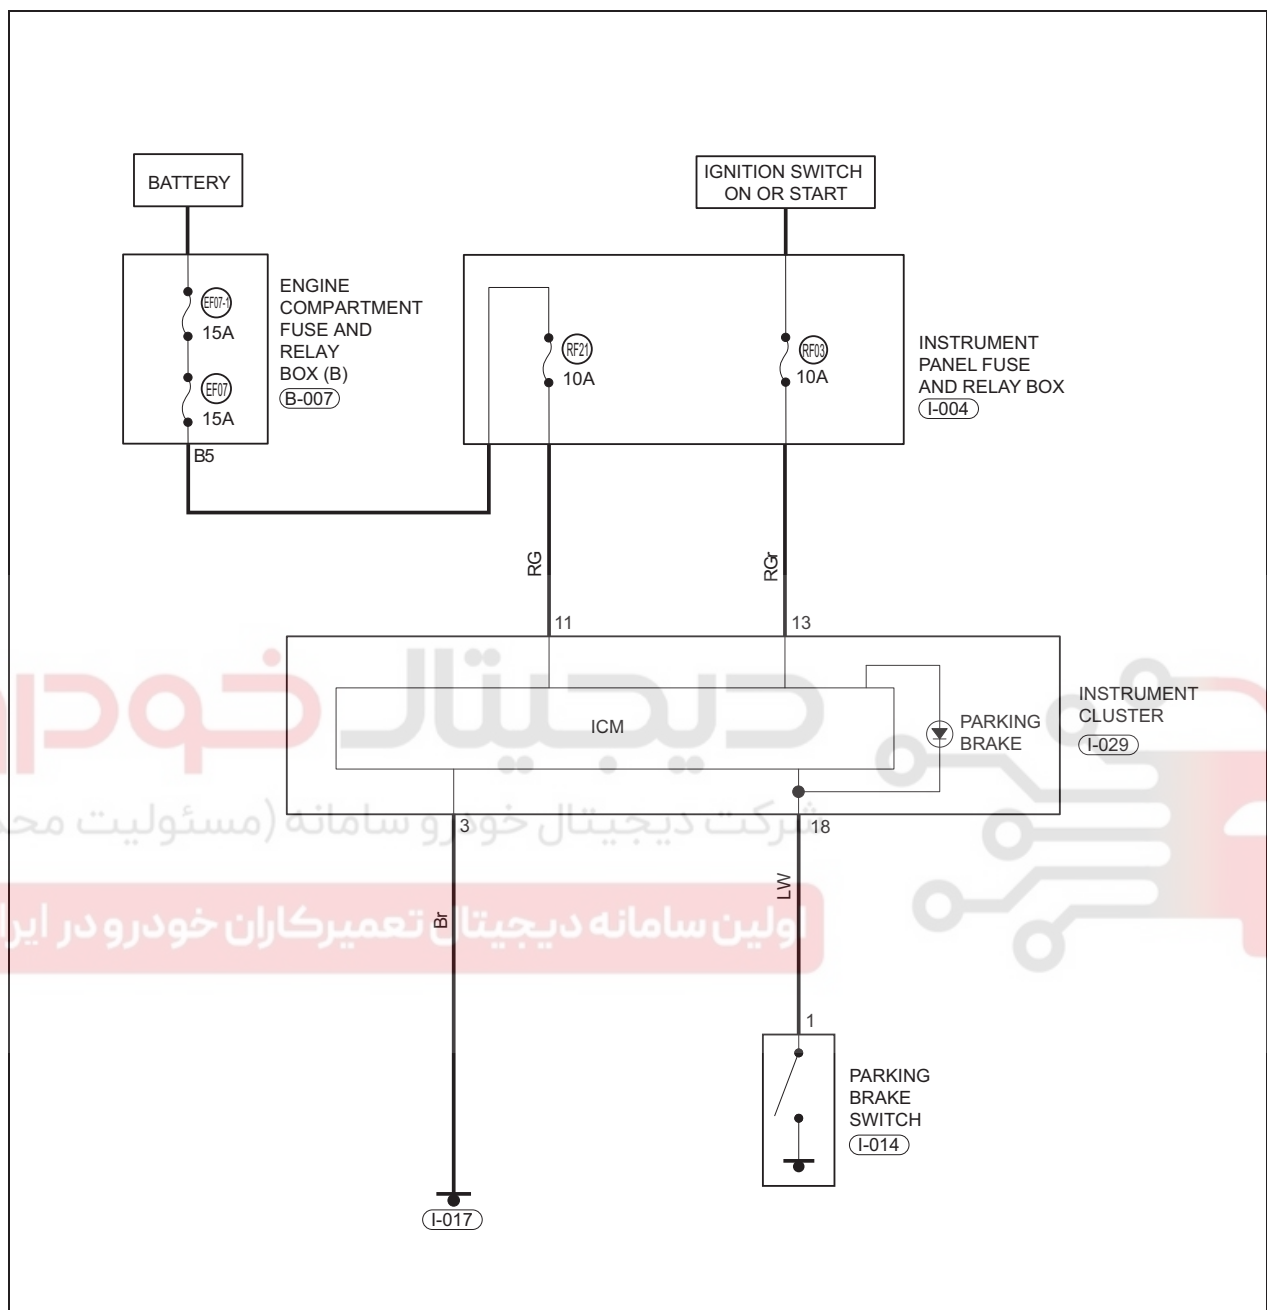 BATTERY
IGNITION SWITCH
ON OR START
EF07-1
15A
EF07
15A
B5
ENGINE
COMPARTMENT
FUSE AND
RELAY
BOX (B)
B-007
RF21
10A
RF03
10A
INSTRUMENT
PANEL FUSE
AND RELAY BOX
I-004
RG
RGr
11
13
ICM
PARKING
BRAKE
INSTRUMENT
CLUSTER
I-029
دیجیتال خودرو
شرکت دیجیتال خودرو سامانه (مسئولیت
3
18
Br
LW
اولین سامانه دیجیتال تعمیرکاران خودرو در
1
PARKING
BRAKE
SWITCH
I-014
I-017